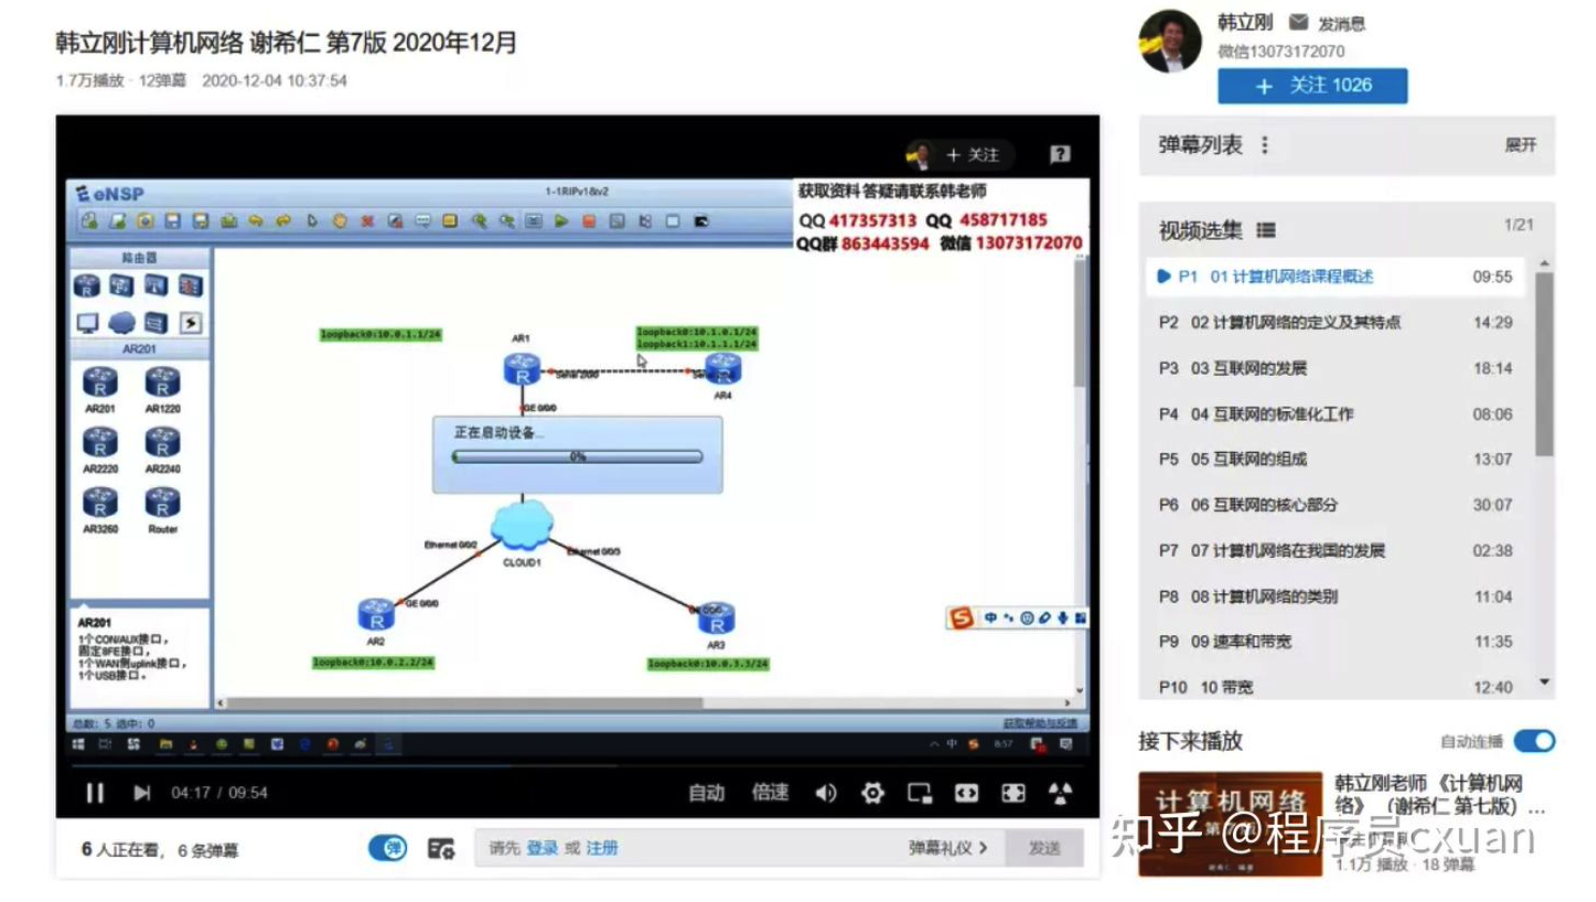 韩立刚计算机网络 谢希仁 第7版 2020年12月
1.7万播放 · 12弹幕 2020-12-04 10:37:54
韩立刚 发消息
微信13073172070
+ 关注 1026
弹幕列表 展开
视频选集 1/21
P1 01 计算机网络课程概述 09:55
P2 02 计算机网络的定义及其特点 14:29
P3 03 互联网的发展 18:14
P4 04 互联网的标准化工作 08:06
P5 05 互联网的组成 13:07
P6 06 互联网的核心部分 30:07
P7 07 计算机网络在我国的发展 02:38
P8 08 计算机网络的类别 11:04
P9 09 速率和带宽 11:35
P10 10 带宽 12:40
接下来播放 自动连播
计算机网络
韩立刚老师 《计算机网
络》 (谢希仁 第七版) ...
1.1万 播放 · 18 弹幕
+ 关注
eNSP
1-1RIPv1&v2
获取资料 答疑请联系韩老师
QQ 417357313 QQ 458717185
QQ群 863443594 微信 13073172070
路由器
AR201
AR201 AR1220
AR2220 AR2240
AR3260 Router
AR201
1个CON/AUX接口,
固定8FE接口,
1个WAN侧uplink接口,
1个USB接口。
loopback0:10.0.1.1/24
AR1
loopback0:10.1.0.1/24
loopback1:10.1.1.1/24
Serial 2/0/0
AR4
GE 0/0/0
正在启动设备...
0%
Ethernet 0/0/2
Ethernet 0/0/3
CLOUD1
GE 0/0/0
AR2
AR3
loopback0:10.0.2.2/24
loopback0:10.0.3.3/24
中
总数: 5 选中: 0
获取帮助与反馈
中 8:57
04:17 / 09:54
自动 倍速
6 人正在看, 6 条弹幕
弹
请先 登录 或 注册
弹幕礼仪 >
发送
知乎 @程序员cxuan